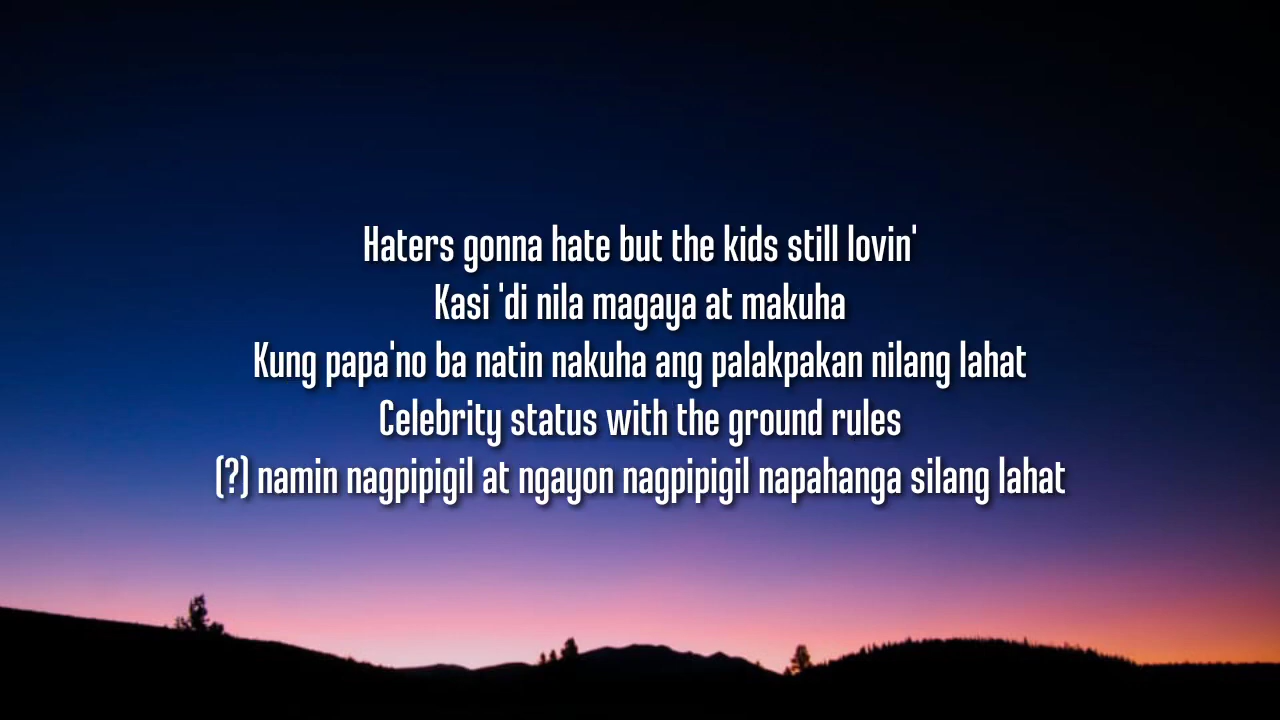 Haters gonna hate but the kids still lovin'
Kasi 'di nila magaya at makuha
Kung papa'no ba natin nakuha ang palakpakan nilang lahat
Celebrity status with the ground rules
(?) namin nagpipigil at ngayon nagpipigil napahanga silang lahat